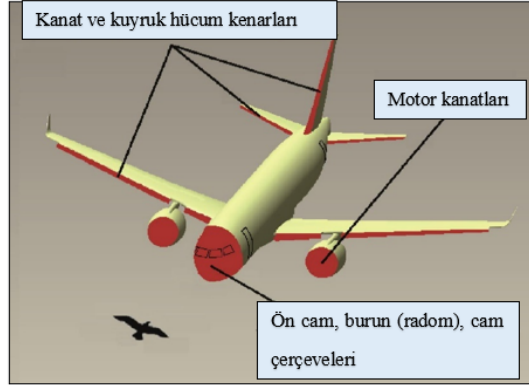 Kanat ve kuyruk hücum kenarları
Motor kanatları
Ön cam, burun (radom), cam
çerçeveleri